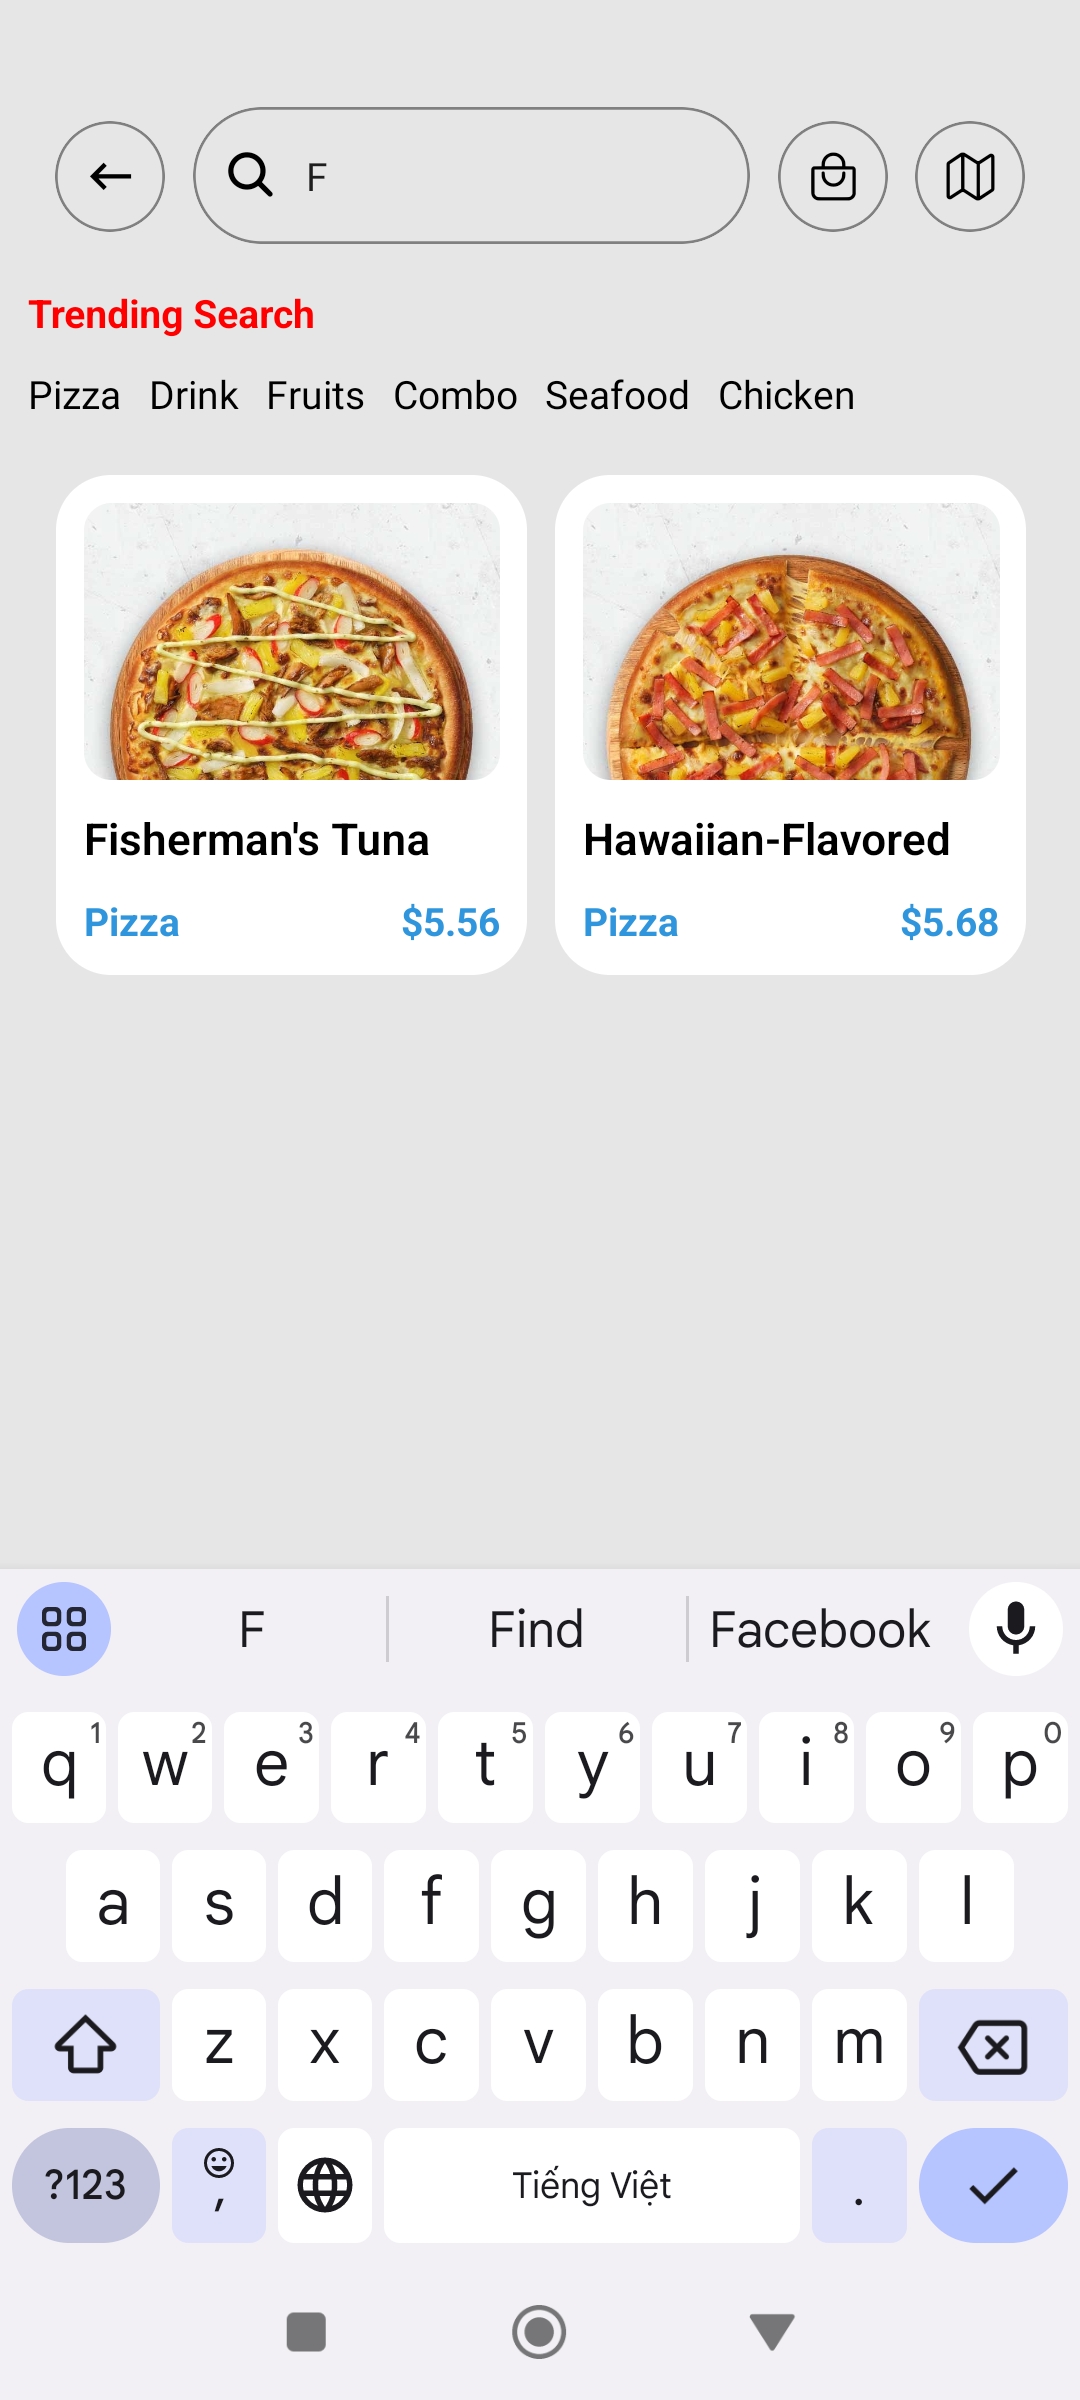 F
Trending Search
Pizza Drink Fruits Combo Seafood Chicken
Fisherman's Tuna
Pizza $5.56
Hawaiian-Flavored
Pizza $5.68
F Find Facebook
q1 w2 e3 r4 t5 y6 u7 i8 o9 p0
a s d f g h j k l
z x c v b n m
?123 , Tiếng Việt .